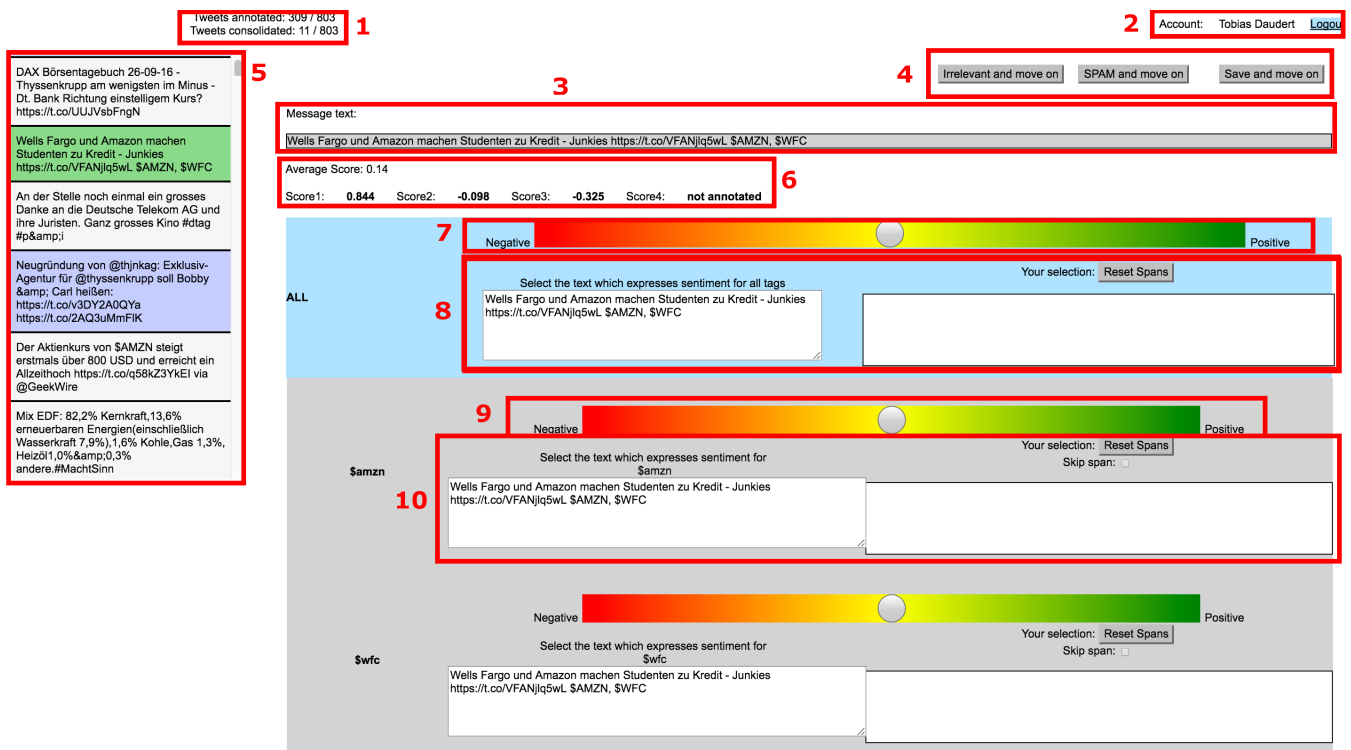 Tweets annotated: 309 / 803
Tweets consolidated: 11 / 803
1
2
Account: Tobias Daudert Logou
5
DAX Börsentagebuch 26-09-16 -
Thyssenkrupp am wenigsten im Minus -
Dt. Bank Richtung einstelligem Kurs?
https://t.co/UUJVsbFngN
Wells Fargo und Amazon machen
Studenten zu Kredit - Junkies
https://t.co/VFANjlq5wL $AMZN, $WFC
An der Stelle noch einmal ein grosses
Danke an die Deutsche Telekom AG und
ihre Juristen. Ganz grosses Kino #dtag
#p&amp;i
Neugründung von @thjnkag: Exklusiv-
Agentur für @thyssenkrupp soll Bobby
&amp; Carl heißen:
https://t.co/v3DY2A0QYa
https://t.co/2AQ3uMmFlK
Der Aktienkurs von $AMZN steigt
erstmals über 800 USD und erreicht ein
Allzeithoch https://t.co/q58kZ3YkEI via
@GeekWire
Mix EDF: 82,2% Kernkraft,13,6%
erneuerbaren Energien(einschließlich
Wasserkraft 7,9%),1,6% Kohle,Gas 1,3%,
Heizöl1,0%&amp;0,3%
andere.#MachtSinn
4
Irrelevant and move on SPAM and move on Save and move on
3
Message text:
Wells Fargo und Amazon machen Studenten zu Kredit - Junkies https://t.co/VFANjlq5wL $AMZN, $WFC
Average Score: 0.14
6
Score1: 0.844 Score2: -0.098 Score3: -0.325 Score4: not annotated
7
Negative Positive
ALL
8
Select the text which expresses sentiment for all tags
Your selection: Reset Spans
Wells Fargo und Amazon machen Studenten zu Kredit - Junkies
https://t.co/VFANjlq5wL $AMZN, $WFC
9
Negative Positive
$amzn
10
Select the text which expresses sentiment for
$amzn
Your selection: Reset Spans
Skip span:
Wells Fargo und Amazon machen Studenten zu Kredit - Junkies
https://t.co/VFANjlq5wL $AMZN, $WFC
Negative Positive
$wfc
Select the text which expresses sentiment for
$wfc
Your selection: Reset Spans
Skip span:
Wells Fargo und Amazon machen Studenten zu Kredit - Junkies
https://t.co/VFANjlq5wL $AMZN, $WFC